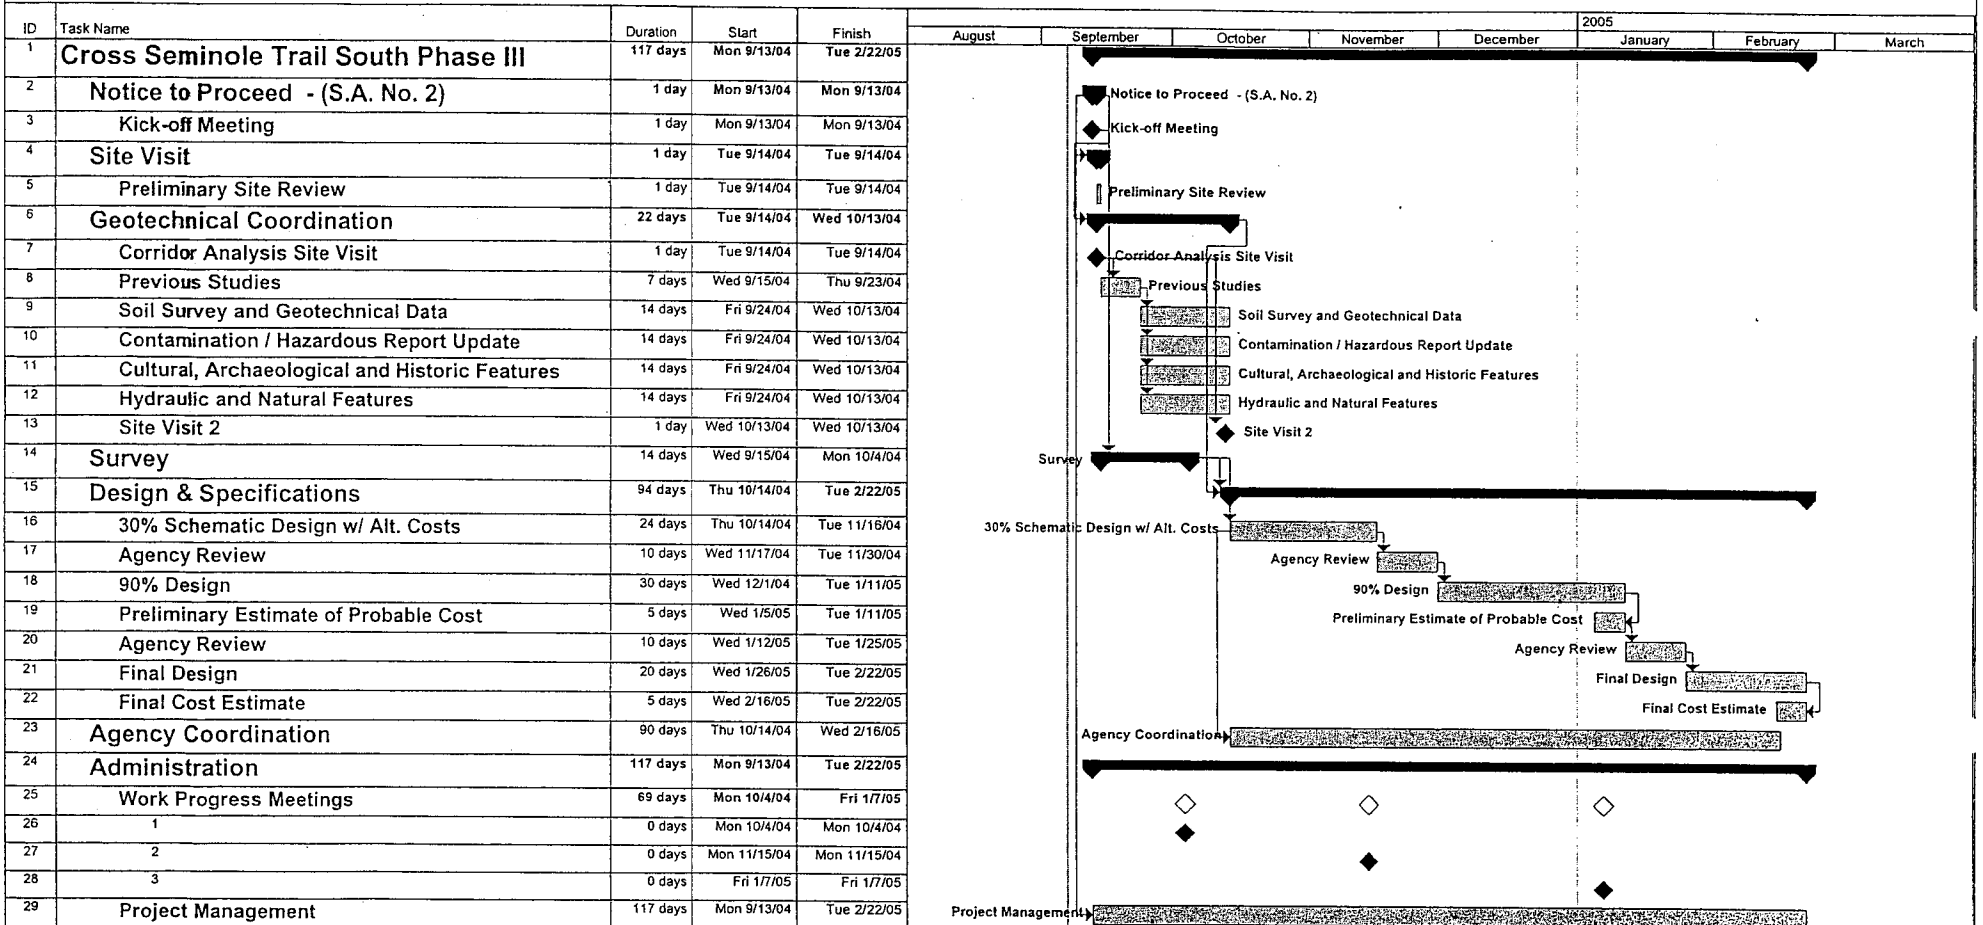 2005
ID Task Name Duration Start Finish August September October November December January February March
1 Cross Seminole Trail South Phase III 117 days Mon 9/13/04 Tue 2/22/05
2 Notice to Proceed - (S.A. No. 2) 1 day Mon 9/13/04 Mon 9/13/04 Notice to Proceed - (S.A. No. 2)
3 Kick-off Meeting 1 day Mon 9/13/04 Mon 9/13/04 Kick-off Meeting
4 Site Visit 1 day Tue 9/14/04 Tue 9/14/04
5 Preliminary Site Review 1 day Tue 9/14/04 Tue 9/14/04 Preliminary Site Review
6 Geotechnical Coordination 22 days Tue 9/14/04 Wed 10/13/04
7 Corridor Analysis Site Visit 1 day Tue 9/14/04 Tue 9/14/04 Corridor Analysis Site Visit
8 Previous Studies 7 days Wed 9/15/04 Thu 9/23/04 Previous Studies
9 Soil Survey and Geotechnical Data 14 days Fri 9/24/04 Wed 10/13/04 Soil Survey and Geotechnical Data
10 Contamination / Hazardous Report Update 14 days Fri 9/24/04 Wed 10/13/04 Contamination / Hazardous Report Update
11 Cultural, Archaeological and Historic Features 14 days Fri 9/24/04 Wed 10/13/04 Cultural, Archaeological and Historic Features
12 Hydraulic and Natural Features 14 days Fri 9/24/04 Wed 10/13/04 Hydraulic and Natural Features
13 Site Visit 2 1 day Wed 10/13/04 Wed 10/13/04 Site Visit 2
14 Survey 14 days Wed 9/15/04 Mon 10/4/04 Survey
15 Design & Specifications 94 days Thu 10/14/04 Tue 2/22/05
16 30% Schematic Design w/ Alt. Costs 24 days Thu 10/14/04 Tue 11/16/04 30% Schematic Design w/ Alt. Costs
17 Agency Review 10 days Wed 11/17/04 Tue 11/30/04 Agency Review
18 90% Design 30 days Wed 12/1/04 Tue 1/11/05 90% Design
19 Preliminary Estimate of Probable Cost 5 days Wed 1/5/05 Tue 1/11/05 Preliminary Estimate of Probable Cost
20 Agency Review 10 days Wed 1/12/05 Tue 1/25/05 Agency Review
21 Final Design 20 days Wed 1/26/05 Tue 2/22/05 Final Design
22 Final Cost Estimate 5 days Wed 2/16/05 Tue 2/22/05 Final Cost Estimate
23 Agency Coordination 90 days Thu 10/14/04 Wed 2/16/05 Agency Coordination
24 Administration 117 days Mon 9/13/04 Tue 2/22/05
25 Work Progress Meetings 69 days Mon 10/4/04 Fri 1/7/05
26 1 0 days Mon 10/4/04 Mon 10/4/04
27 2 0 days Mon 11/15/04 Mon 11/15/04
28 3 0 days Fri 1/7/05 Fri 1/7/05
29 Project Management 117 days Mon 9/13/04 Tue 2/22/05 Project Management